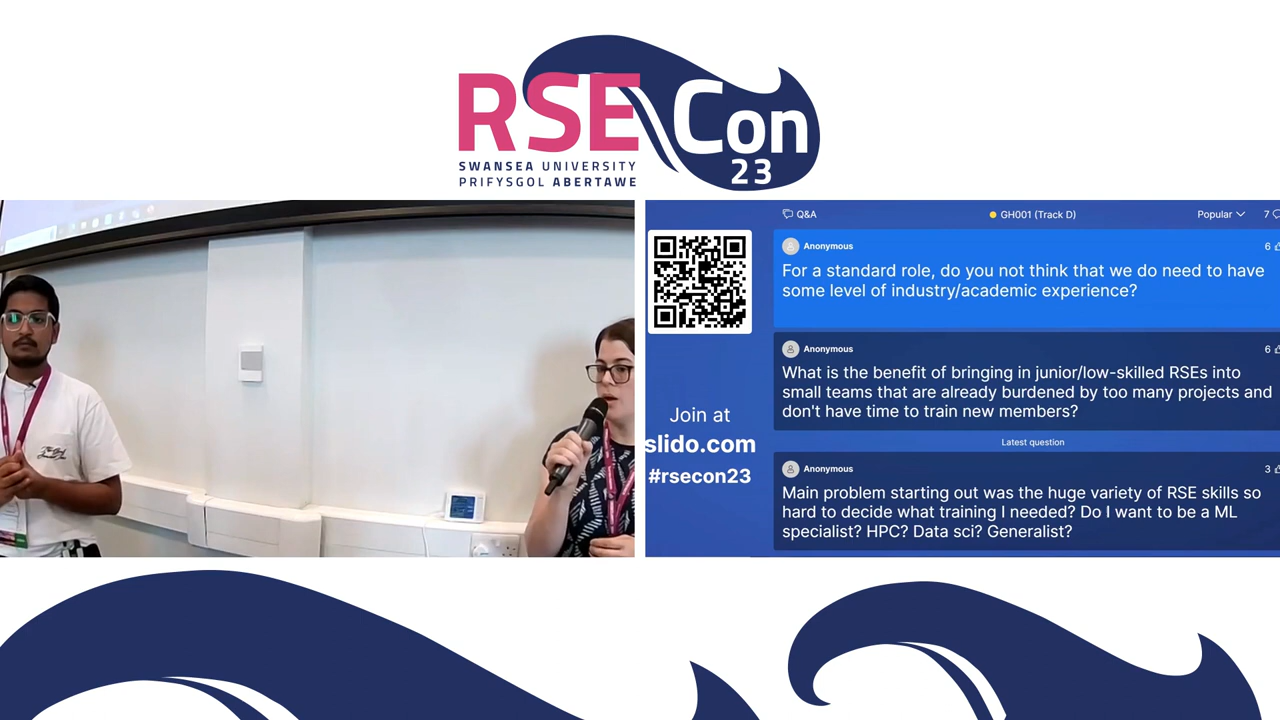 RSE Con
SWANSEA UNIVERSITY
PRIFYSGOL ABERTAWE
23
Q&A
GH001 (Track D)
Popular
7
Anonymous
6
For a standard role, do you not think that we do need to have
some level of industry/academic experience?
Anonymous
6
What is the benefit of bringing in junior/low-skilled RSEs into
small teams that are already burdened by too many projects and
don't have time to train new members?
Latest question
Anonymous
3
Main problem starting out was the huge variety of RSE skills so
hard to decide what training I needed? Do I want to be a ML
specialist? HPC? Data sci? Generalist?
Join at
slido.com
#rsecon23